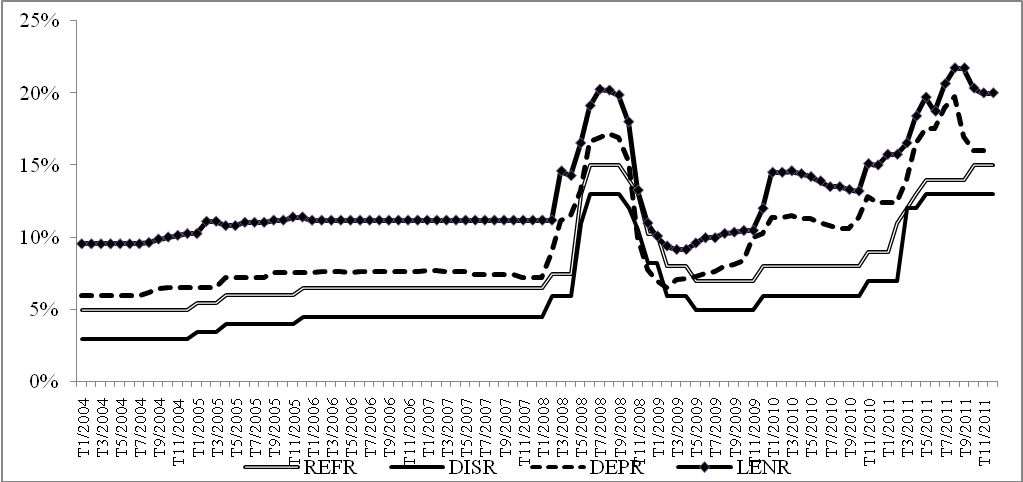 25%
20%
15%
10%
5%
0%
T1/2004
T3/2004
T5/2004
T7/2004
T9/2004
T11/2004
T1/2005
T3/2005
T5/2005
T7/2005
T9/2005
T11/2005
T1/2006
T3/2006
T5/2006
T7/2006
T9/2006
T11/2006
T1/2007
T3/2007
T5/2007
T7/2007
T9/2007
T11/2007
T1/2008
T3/2008
T5/2008
T7/2008
T9/2008
T11/2008
T1/2009
T3/2009
T5/2009
T7/2009
T9/2009
T11/2009
T1/2010
T3/2010
T5/2010
T7/2010
T9/2010
T11/2010
T1/2011
T3/2011
T5/2011
T7/2011
T9/2011
T11/2011
REFR DISR DEPR LENR